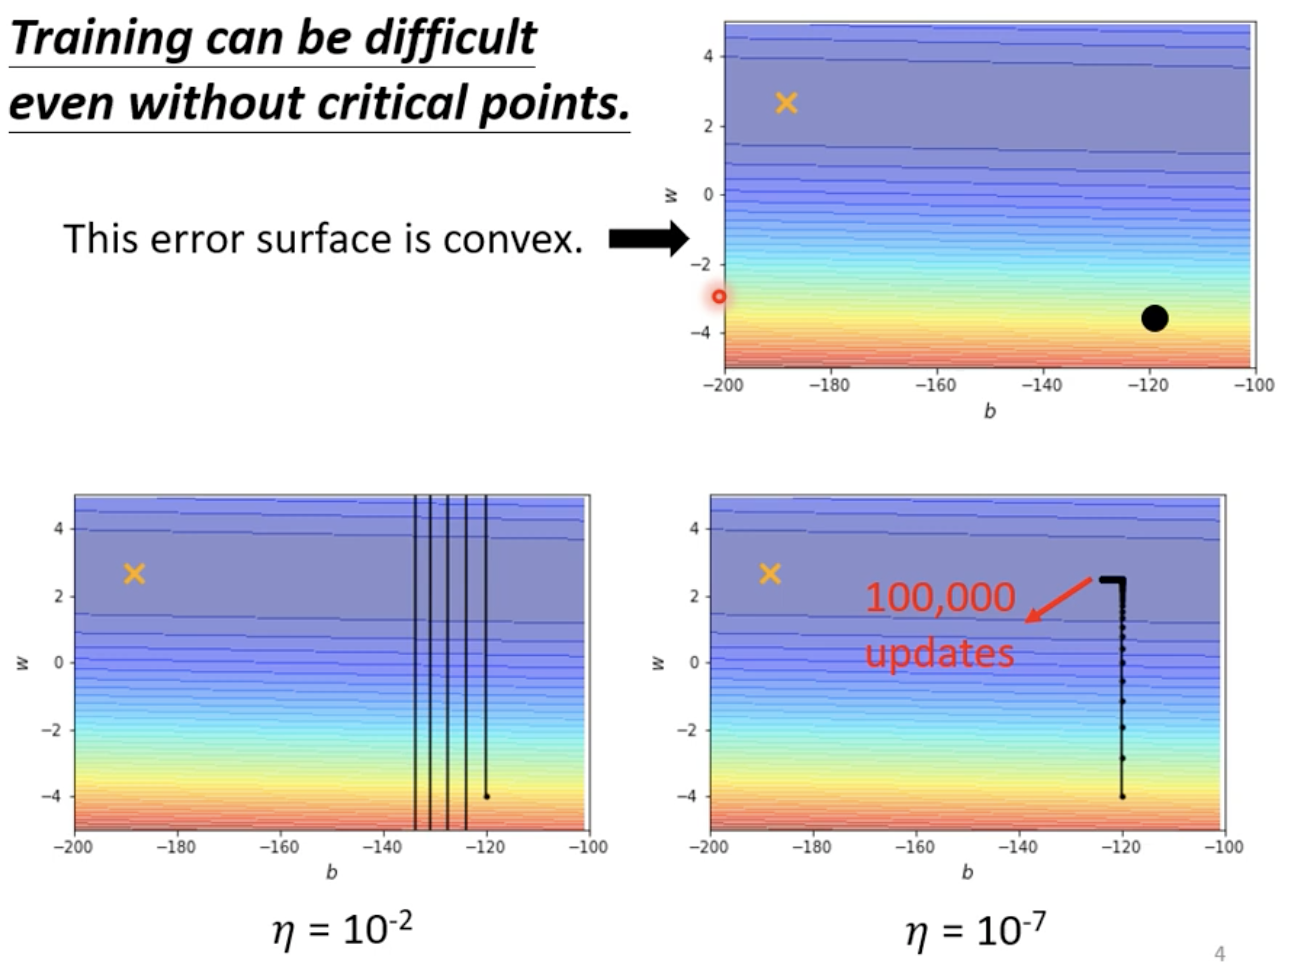 Training can be difficult
even without critical points.
This error surface is convex.
w
4
2
0
−2
−4
−200 −180 −160 −140 −120 −100
b
w
4
2
0
−2
−4
−200 −180 −160 −140 −120 −100
b
η = 10-2
w
4
2
0
−2
−4
100,000
updates
−200 −180 −160 −140 −120 −100
b
η = 10-7
4